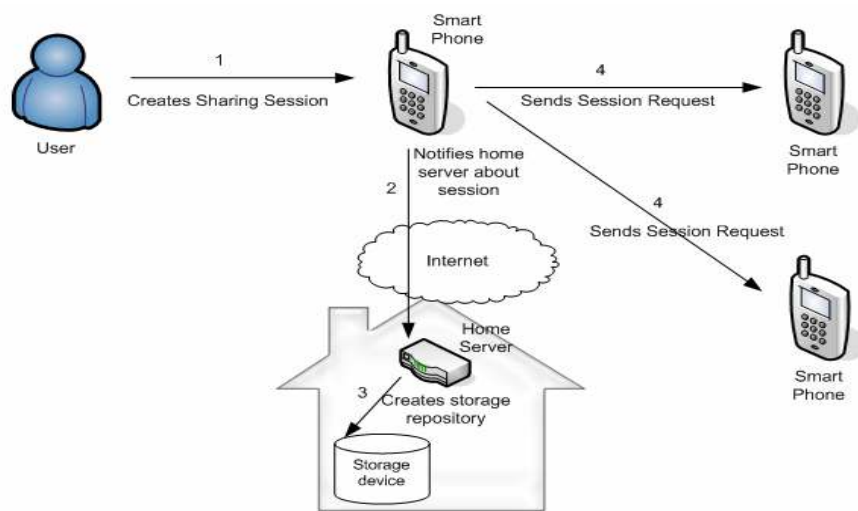 Smart
Phone
1
Creates Sharing Session
User
4
Sends Session Request
Smart
Phone
2
Notifies home
server about
session
4
Sends Session Request
Internet
Home
Server
Smart
Phone
3
Creates storage
repository
Storage
device